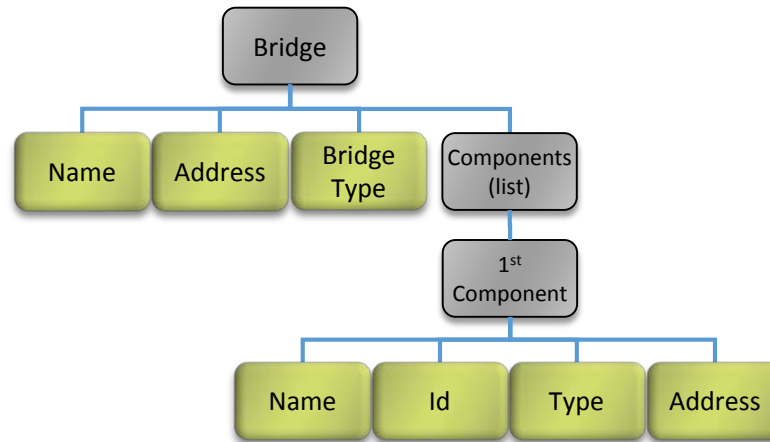 Bridge
Name
Address
Bridge
Type
Components
(list)
1st
Component
Name
Id
Type
Address